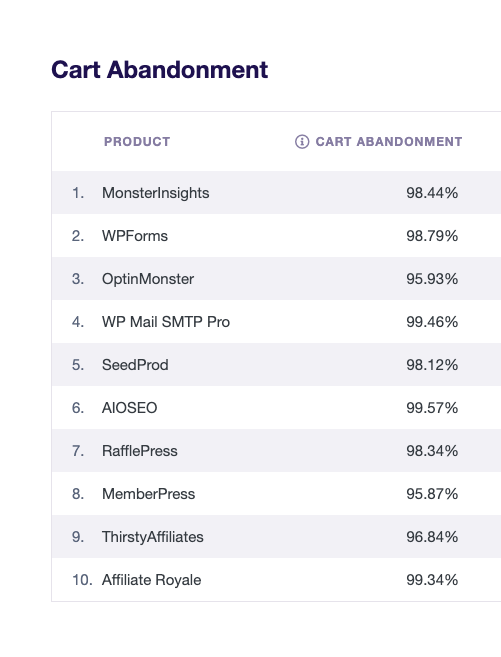 Cart Abandonment
PRODUCT CART ABANDONMENT
1. MonsterInsights 98.44%
2. WPForms 98.79%
3. OptinMonster 95.93%
4. WP Mail SMTP Pro 99.46%
5. SeedProd 98.12%
6. AIOSEO 99.57%
7. RafflePress 98.34%
8. MemberPress 95.87%
9. ThirstyAffiliates 96.84%
10. Affiliate Royale 99.34%